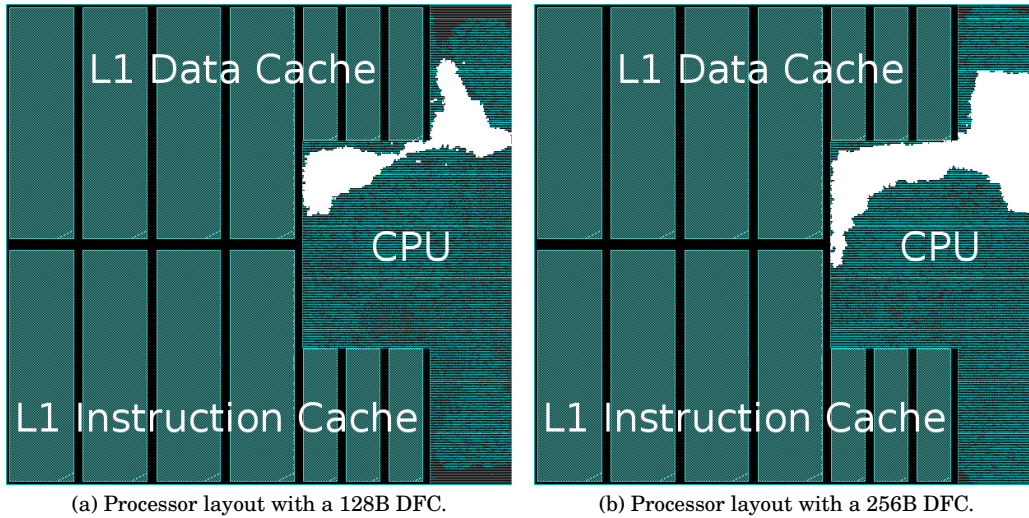 L1 Data Cache
CPU
L1 Instruction Cache
(a) Processor layout with a 128B DFC.
L1 Data Cache
CPU
L1 Instruction Cache
(b) Processor layout with a 256B DFC.